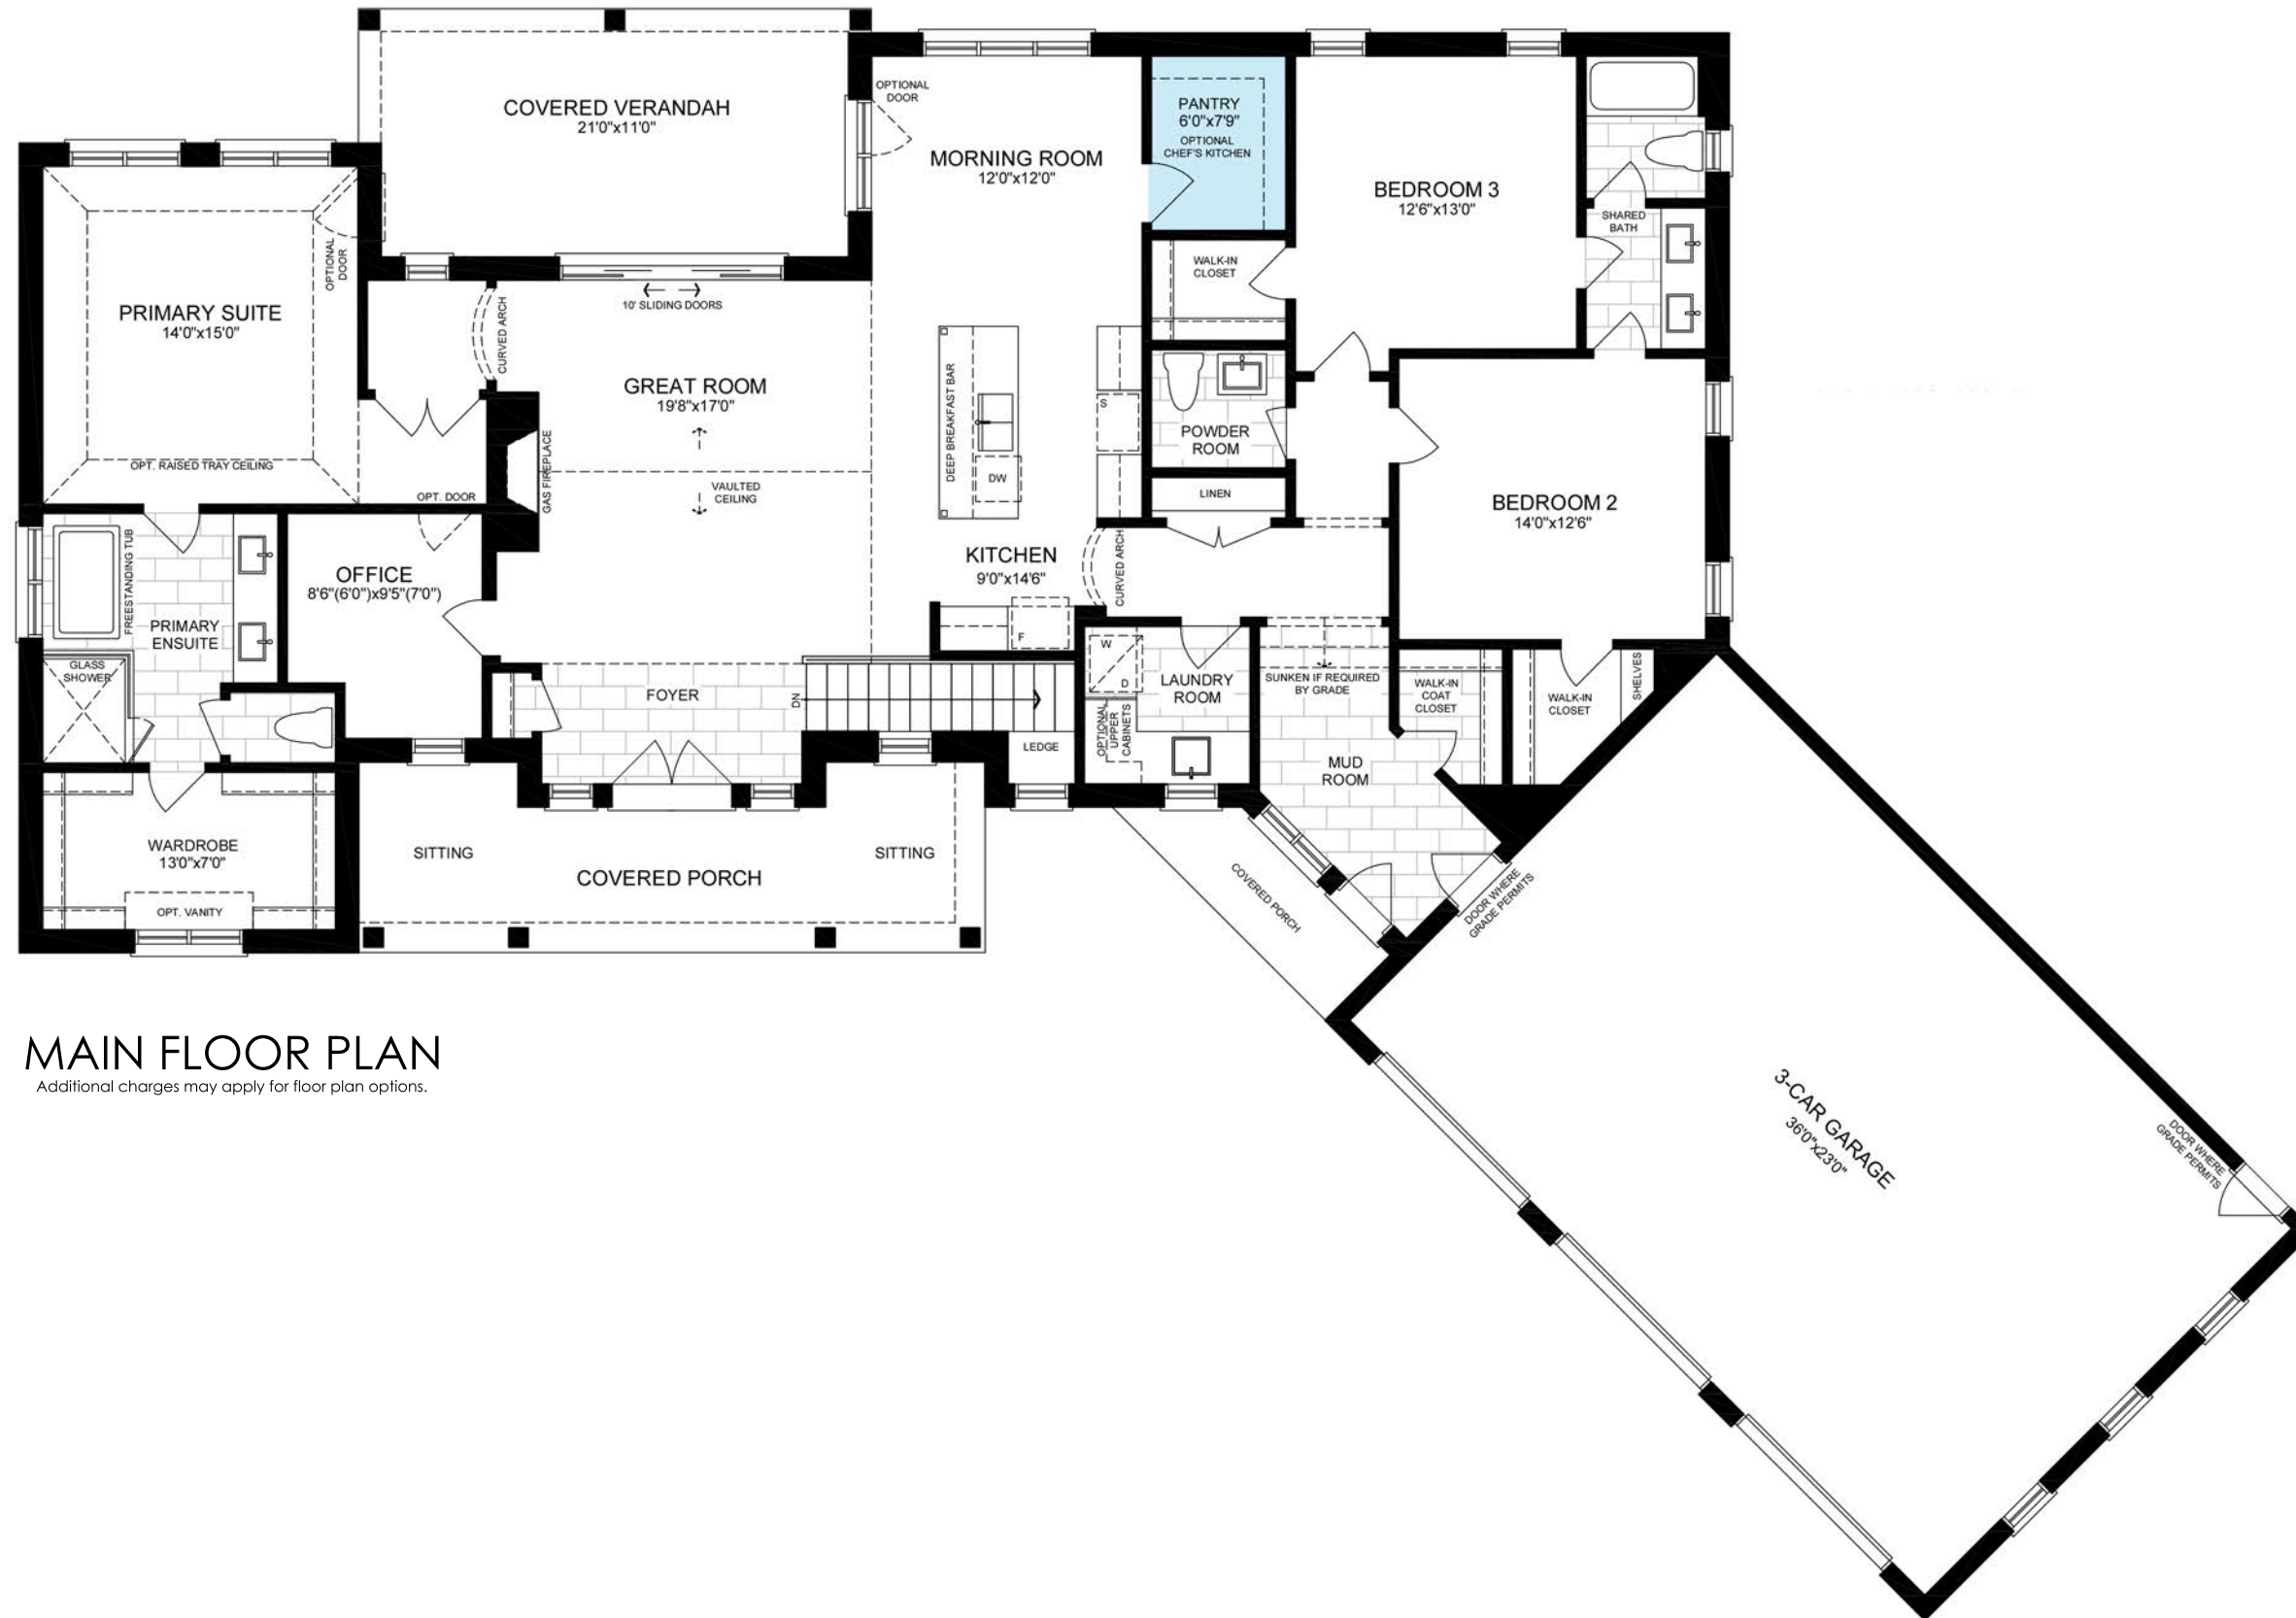 COVERED VERANDAH
21'0"x11'0"
OPTIONAL
DOOR
MORNING ROOM
12'0"x12'0"
PANTRY
6'0"x7'9"
OPTIONAL
CHEF'S KITCHEN
BEDROOM 3
12'6"x13'0"
SHARED
BATH
PRIMARY SUITE
14'0"x15'0"
OPTIONAL
DOOR
OPT. RAISED TRAY CEILING
OPT. DOOR
CURVED ARCH
10' SLIDING DOORS
GREAT ROOM
19'8"x17'0"
GAS FIREPLACE
VAULTED
CEILING
DEEP BREAKFAST BAR
DW
S
WALK-IN
CLOSET
POWDER
ROOM
LINEN
BEDROOM 2
14'0"x12'6"
KITCHEN
9'0"x14'6"
CURVED ARCH
F
OFFICE
8'6"(6'0")x9'5"(7'0")
FREESTANDING TUB
PRIMARY
ENSUITE
GLASS
SHOWER
FOYER
DN
LEDGE
W
D
LAUNDRY
ROOM
OPTIONAL
UPPER
CABINETS
SUNKEN IF REQUIRED
BY GRADE
WALK-IN
COAT
CLOSET
WALK-IN
CLOSET
SHELVES
MUD
ROOM
WARDROBE
13'0"x7'0"
OPT. VANITY
SITTING
COVERED PORCH
SITTING
COVERED PORCH
DOOR WHERE
GRADE PERMITS
3-CAR GARAGE
36'0"x23'0"
DOOR WHERE
GRADE PERMITS
MAIN FLOOR PLAN
Additional charges may apply for floor plan options.